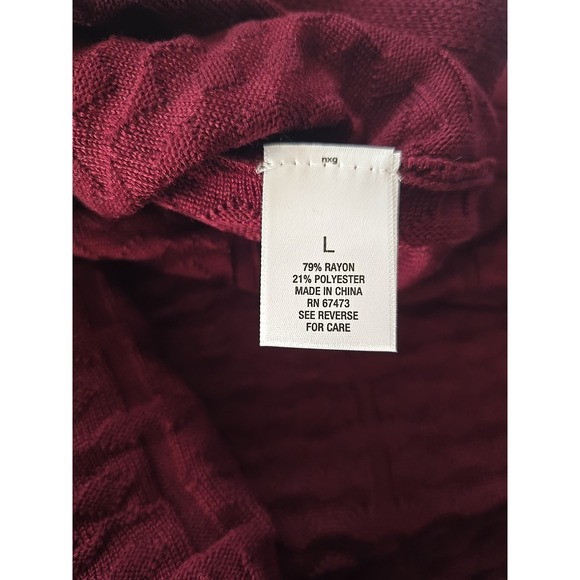 nxg
L
79% RAYON
21% POLYESTER
MADE IN CHINA
RN 67473
SEE REVERSE
FOR CARE